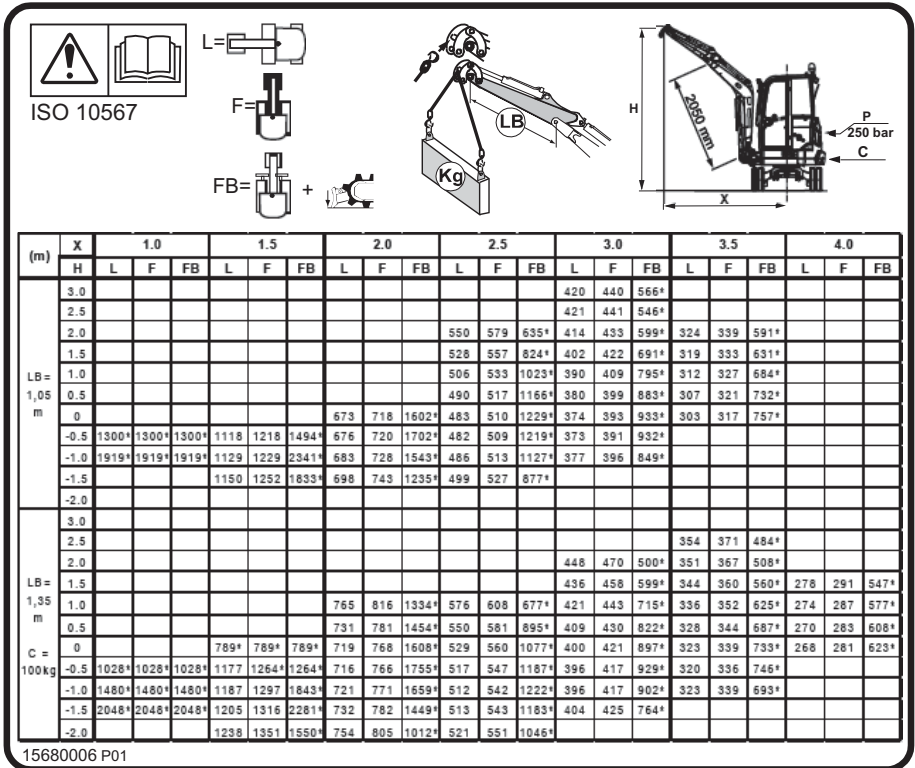 ISO 10567
L=
F=
FB= +
LB
Kg
H
2050 mm
P
250 bar
C
X
(m) X 1.0 1.5 2.0 2.5 3.0 3.5 4.0
H L F FB L F FB L F FB L F FB L F FB L F FB L F FB
LB = 1,05 m
3.0 420 440 566*
2.5 421 441 546*
2.0 550 579 635* 414 433 599* 324 339 591*
1.5 528 557 824* 402 422 691* 319 333 631*
1.0 506 533 1023* 390 409 795* 312 327 684*
0.5 490 517 1166* 380 399 883* 307 321 732*
0 673 718 1602* 483 510 1229* 374 393 933* 303 317 757*
-0.5 1300* 1300* 1300* 1118 1218 1494* 676 720 1702* 482 509 1219* 373 391 932*
-1.0 1919* 1919* 1919* 1129 1229 2341* 683 728 1543* 486 513 1127* 377 396 849*
-1.5 1150 1252 1833* 698 743 1235* 499 527 877*
-2.0
LB = 1,35 m
C = 100kg
3.0
2.5 354 371 484*
2.0 448 470 500* 351 367 508*
1.5 436 458 599* 344 360 560* 278 291 547*
1.0 765 816 1334* 576 608 677* 421 443 715* 336 352 625* 274 287 577*
0.5 731 781 1454* 550 581 895* 409 430 822* 328 344 687* 270 283 608*
0 789* 789* 789* 719 768 1608* 529 560 1077* 400 421 897* 323 339 733* 268 281 623*
-0.5 1028* 1028* 1028* 1177 1264* 1264* 716 766 1755* 517 547 1187* 396 417 929* 320 336 746*
-1.0 1480* 1480* 1480* 1187 1297 1843* 721 771 1659* 512 542 1222* 396 417 902* 323 339 693*
-1.5 2048* 2048* 2048* 1205 1316 2281* 732 782 1449* 513 543 1183* 404 425 764*
-2.0 1238 1351 1550* 754 805 1012* 521 551 1046*
15680006 P01